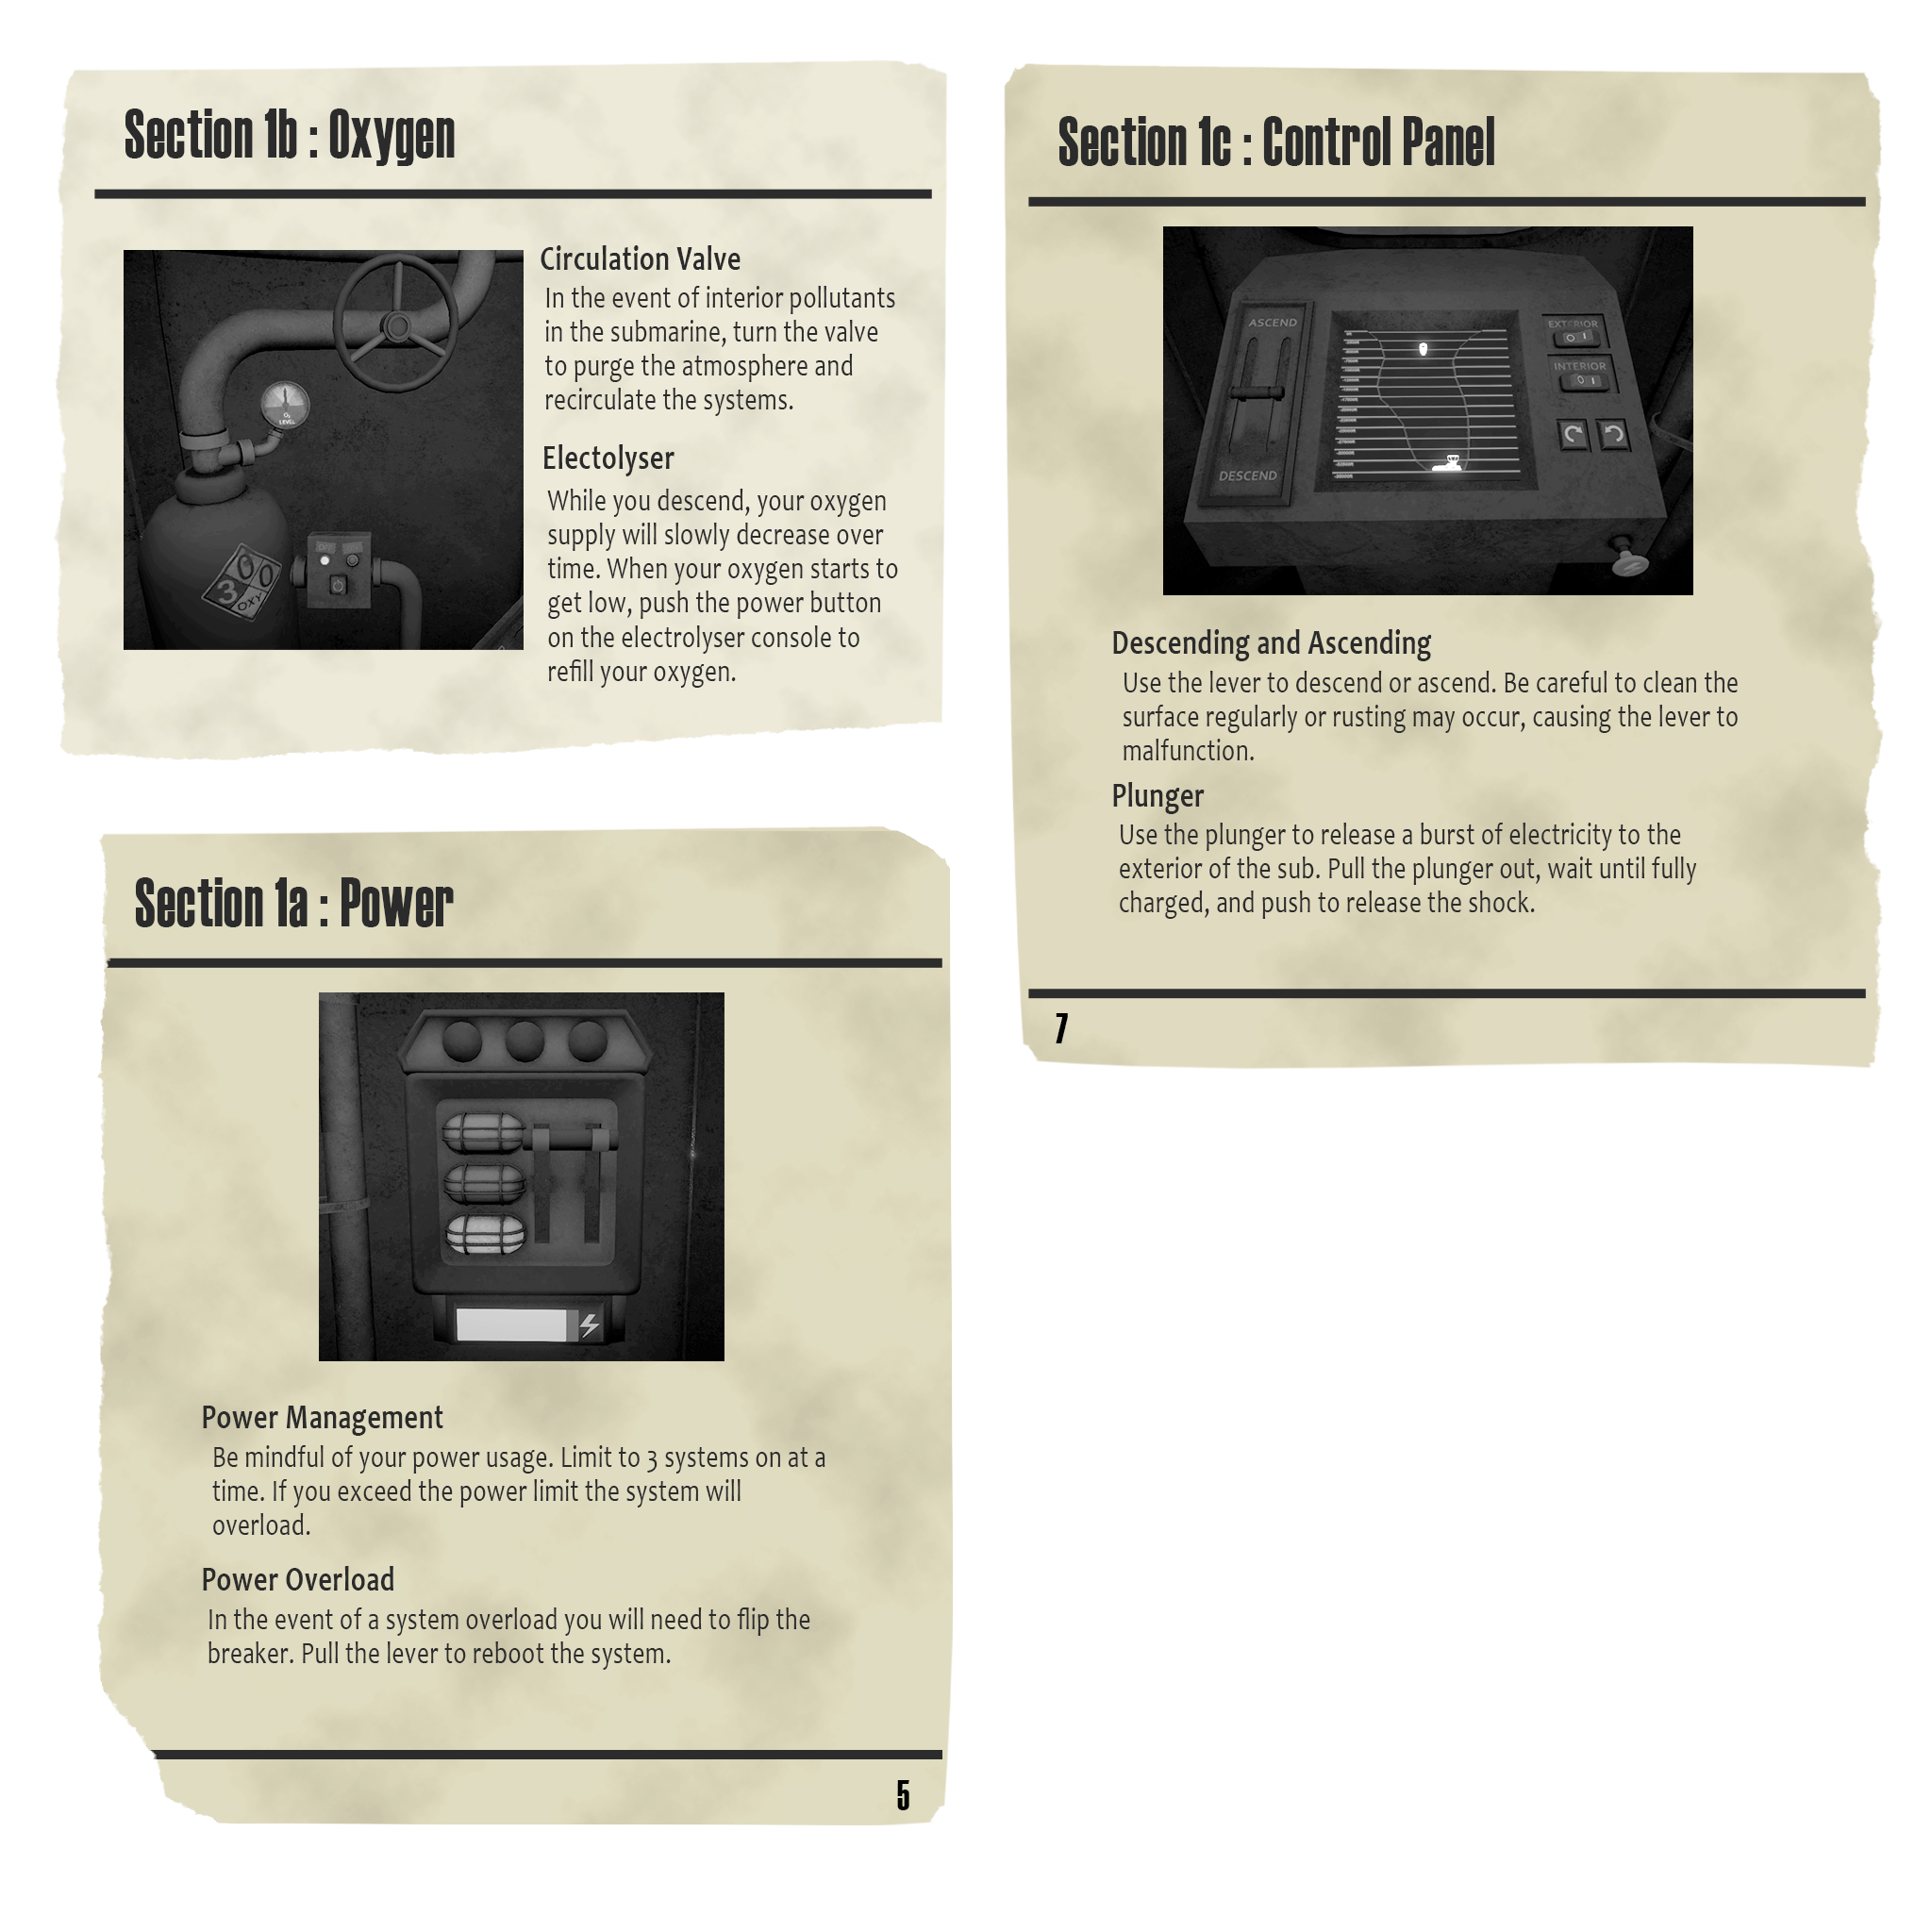 Section 1b : Oxygen
Circulation Valve
In the event of interior pollutants
in the submarine, turn the valve
to purge the atmosphere and
recirculate the systems.
Electolyser
While you descend, your oxygen
supply will slowly decrease over
time. When your oxygen starts to
get low, push the power button
on the electrolyser console to
refill your oxygen.
O₂
LEVEL
300
OXY
Section 1c : Control Panel
ASCEND
DESCEND
EXTERIOR
INTERIOR
Descending and Ascending
Use the lever to descend or ascend. Be careful to clean the
surface regularly or rusting may occur, causing the lever to
malfunction.
Plunger
Use the plunger to release a burst of electricity to the
exterior of the sub. Pull the plunger out, wait until fully
charged, and push to release the shock.
7
Section 1a : Power
Power Management
Be mindful of your power usage. Limit to 3 systems on at a
time. If you exceed the power limit the system will
overload.
Power Overload
In the event of a system overload you will need to flip the
breaker. Pull the lever to reboot the system.
5